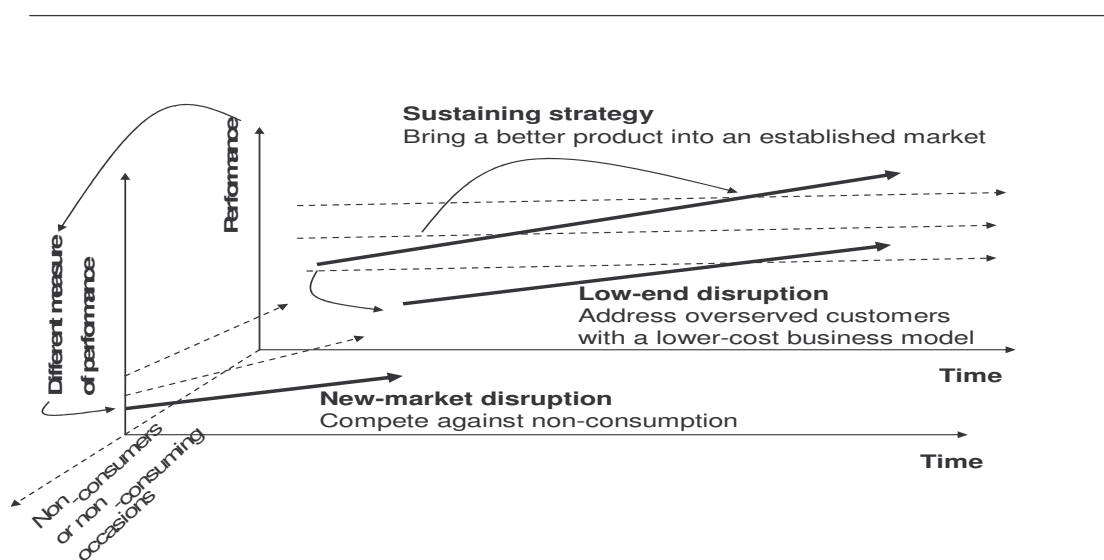 Sustaining strategy
Bring a better product into an established market
Performance
Different measure
of performance
Low-end disruption
Address overserved customers
with a lower-cost business model
Time
New-market disruption
Compete against non-consumption
Time
Non-consumers
or non-consuming
occasions